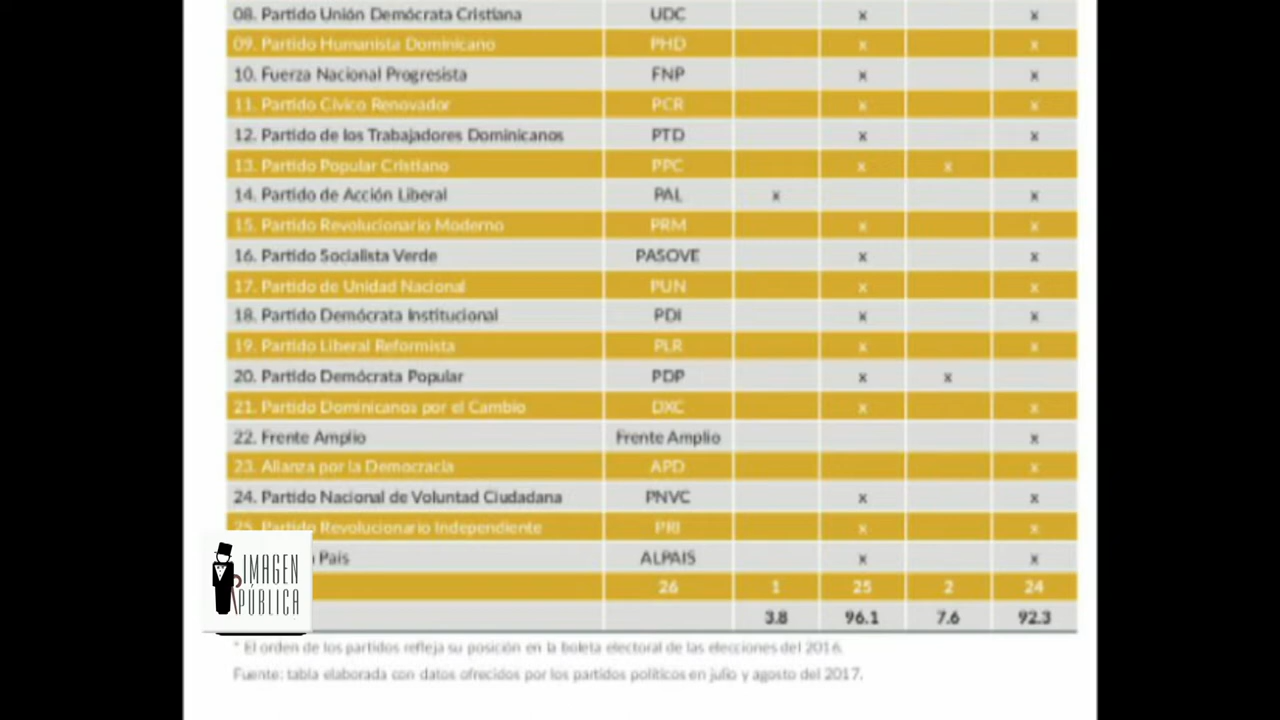 08. Partido Unión Demócrata Cristiana UDC x x
09. Partido Humanista Dominicano PHD x x
10. Fuerza Nacional Progresista FNP x x
11. Partido Cívico Renovador PCR x x
12. Partido de los Trabajadores Dominicanos PTD x x
13. Partido Popular Cristiano PPC x x
14. Partido de Acción Liberal PAL x x
15. Partido Revolucionario Moderno PRM x x
16. Partido Socialista Verde PASOVE x x
17. Partido de Unidad Nacional PUN x x
18. Partido Demócrata Institucional PDI x x
19. Partido Liberal Reformista PLR x x
20. Partido Demócrata Popular PDP x x
21. Partido Dominicanos por el Cambio DXC x x
22. Frente Amplio Frente Amplio x
23. Alianza por la Democracia APD x
24. Partido Nacional de Voluntad Ciudadana PNVC x x
25. Partido Revolucionario Independiente PRI x x
País ALPAIS x x
26 1 25 2 24
3.8 96.1 7.6 92.3
IMAGEN
PÚBLICA
* El orden de los partidos refleja su posición en la boleta electoral de las elecciones del 2016.
Fuente: tabla elaborada con datos ofrecidos por los partidos políticos en julio y agosto del 2017.